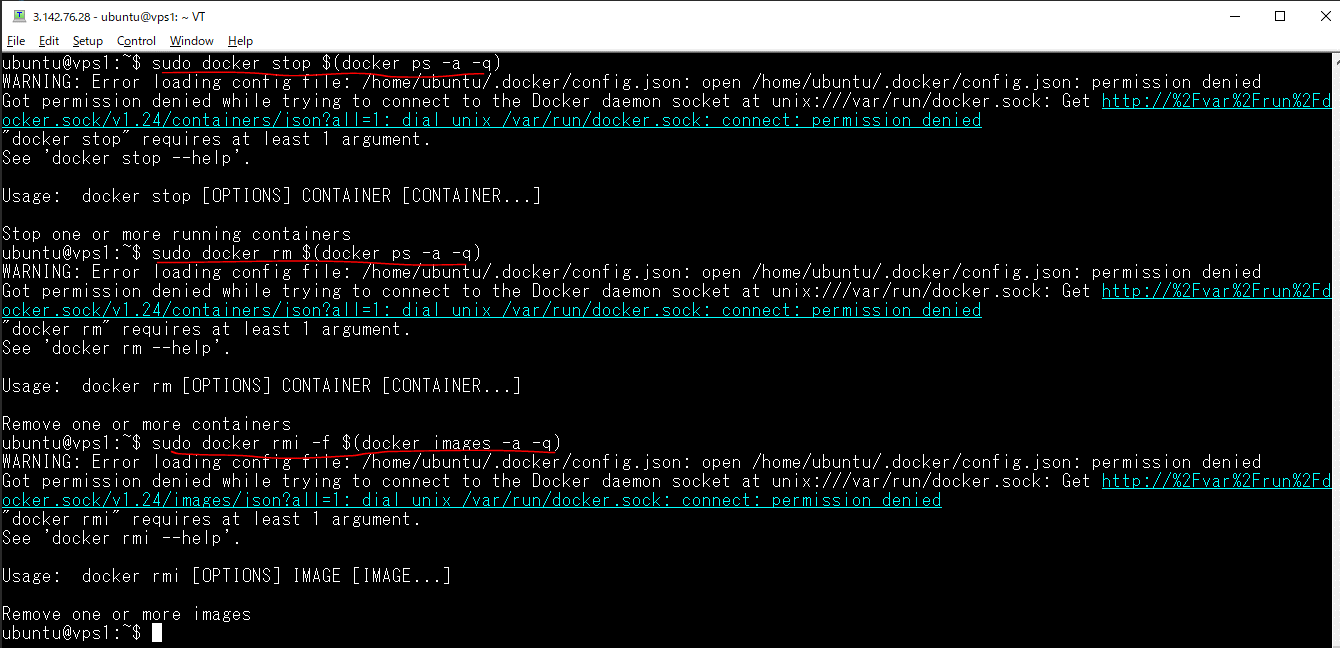 3.142.76.28 - ubuntu@vps1: ~ VT
File Edit Setup Control Window Help
ubuntu@vps1:~$ sudo docker stop $(docker ps -a -q)
WARNING: Error loading config file: /home/ubuntu/.docker/config.json: open /home/ubuntu/.docker/config.json: permission denied
Got permission denied while trying to connect to the Docker daemon socket at unix:///var/run/docker.sock: Get http://%2Fvar%2Frun%2Fd
ocker.sock/v1.24/containers/json?all=1: dial unix /var/run/docker.sock: connect: permission denied
"docker stop" requires at least 1 argument.
See 'docker stop --help'.
Usage:  docker stop [OPTIONS] CONTAINER [CONTAINER...]
Stop one or more running containers
ubuntu@vps1:~$ sudo docker rm $(docker ps -a -q)
WARNING: Error loading config file: /home/ubuntu/.docker/config.json: open /home/ubuntu/.docker/config.json: permission denied
Got permission denied while trying to connect to the Docker daemon socket at unix:///var/run/docker.sock: Get http://%2Fvar%2Frun%2Fd
ocker.sock/v1.24/containers/json?all=1: dial unix /var/run/docker.sock: connect: permission denied
"docker rm" requires at least 1 argument.
See 'docker rm --help'.
Usage:  docker rm [OPTIONS] CONTAINER [CONTAINER...]
Remove one or more containers
ubuntu@vps1:~$ sudo docker rmi -f $(docker images -a -q)
WARNING: Error loading config file: /home/ubuntu/.docker/config.json: open /home/ubuntu/.docker/config.json: permission denied
Got permission denied while trying to connect to the Docker daemon socket at unix:///var/run/docker.sock: Get http://%2Fvar%2Frun%2Fd
ocker.sock/v1.24/images/json?all=1: dial unix /var/run/docker.sock: connect: permission denied
"docker rmi" requires at least 1 argument.
See 'docker rmi --help'.
Usage:  docker rmi [OPTIONS] IMAGE [IMAGE...]
Remove one or more images
ubuntu@vps1:~$